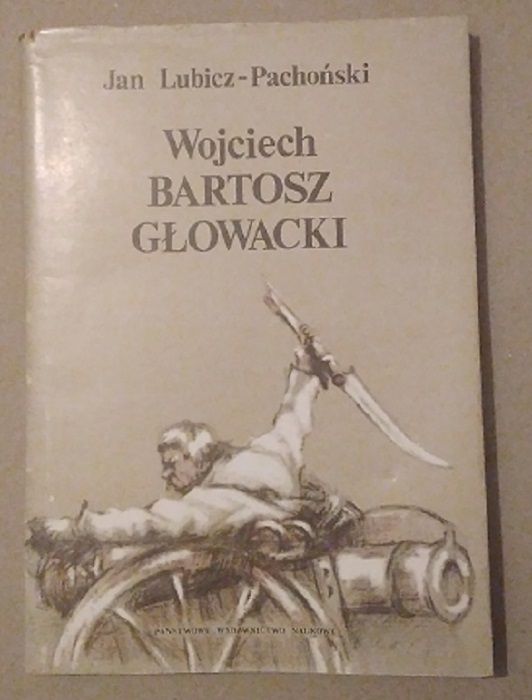 Jan Lubicz-Pachoński
Wojciech
BARTOSZ
GŁOWACKI
PAŃSTWOWE WYDAWNICTWO NAUKOWE